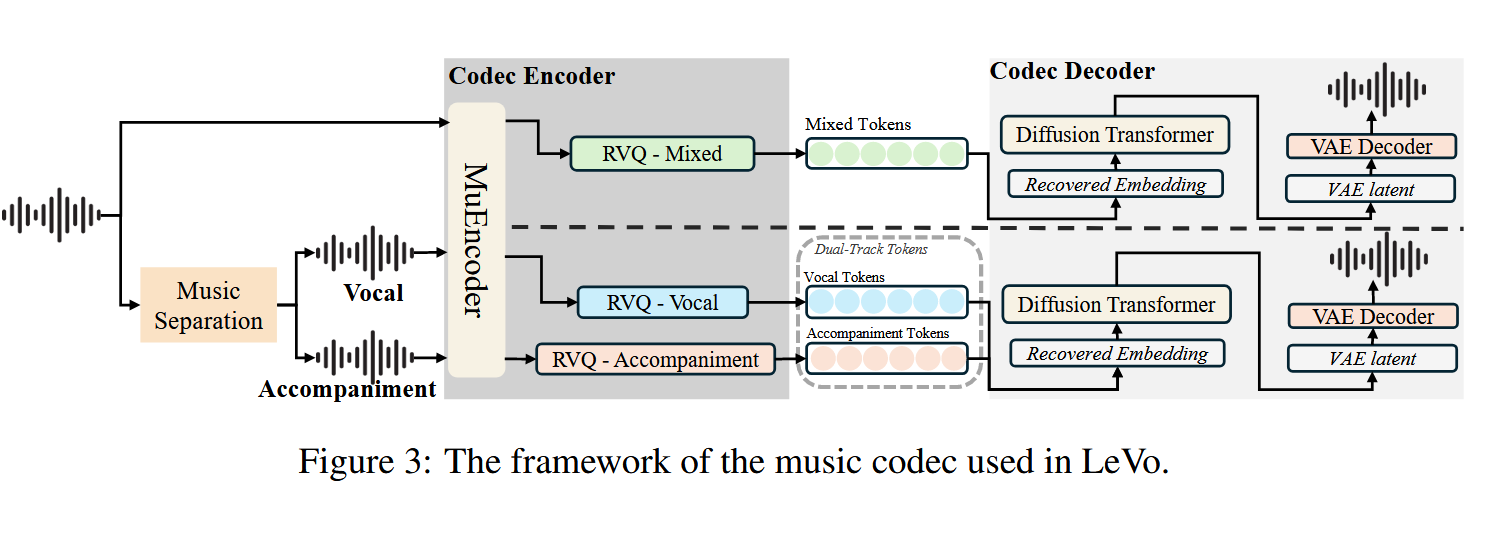 Codec Encoder
Codec Decoder
MuEncoder
RVQ - Mixed
Mixed Tokens
Diffusion Transformer
Recovered Embedding
VAE Decoder
VAE latent
Music
Separation
Vocal
Accompaniment
RVQ - Vocal
RVQ - Accompaniment
Dual-Track Tokens
Vocal Tokens
Accompaniment Tokens
Diffusion Transformer
Recovered Embedding
VAE Decoder
VAE latent
Figure 3: The framework of the music codec used in LeVo.